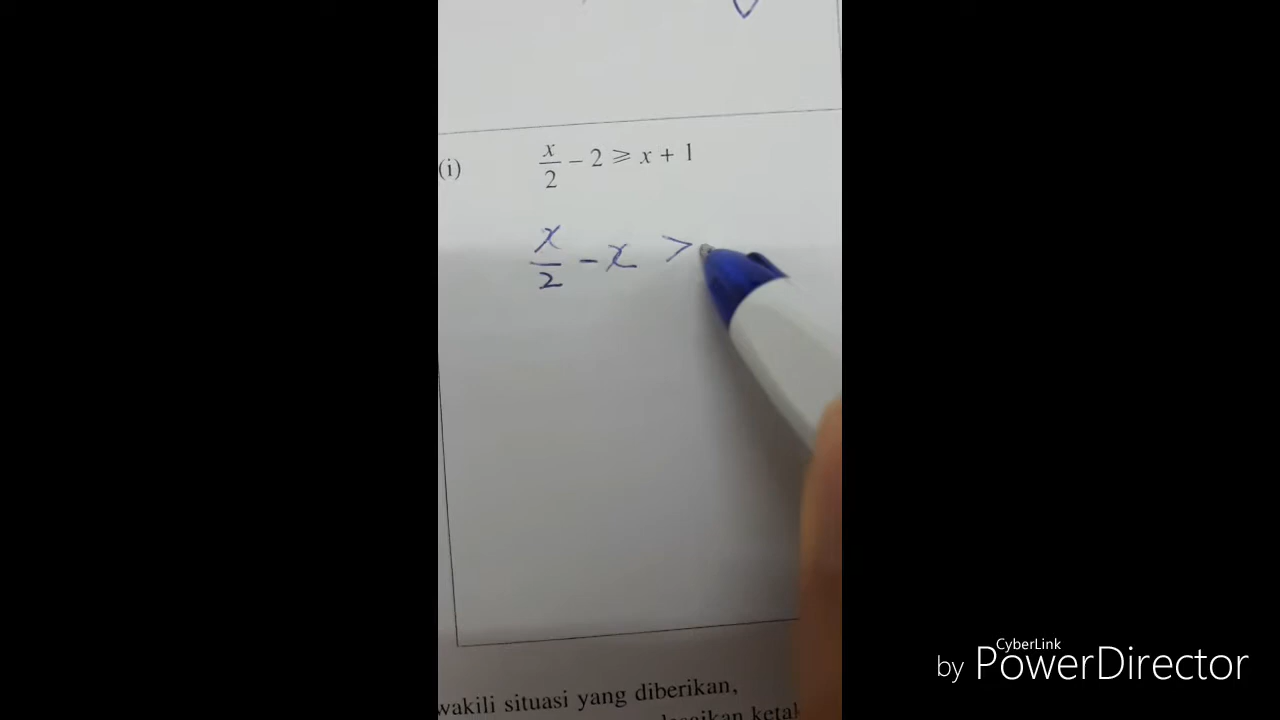 (i) x/2 − 2 ⩾ x + 1
x/2 − x >
wakili situasi yang diberikan,
CyberLink
by PowerDirector